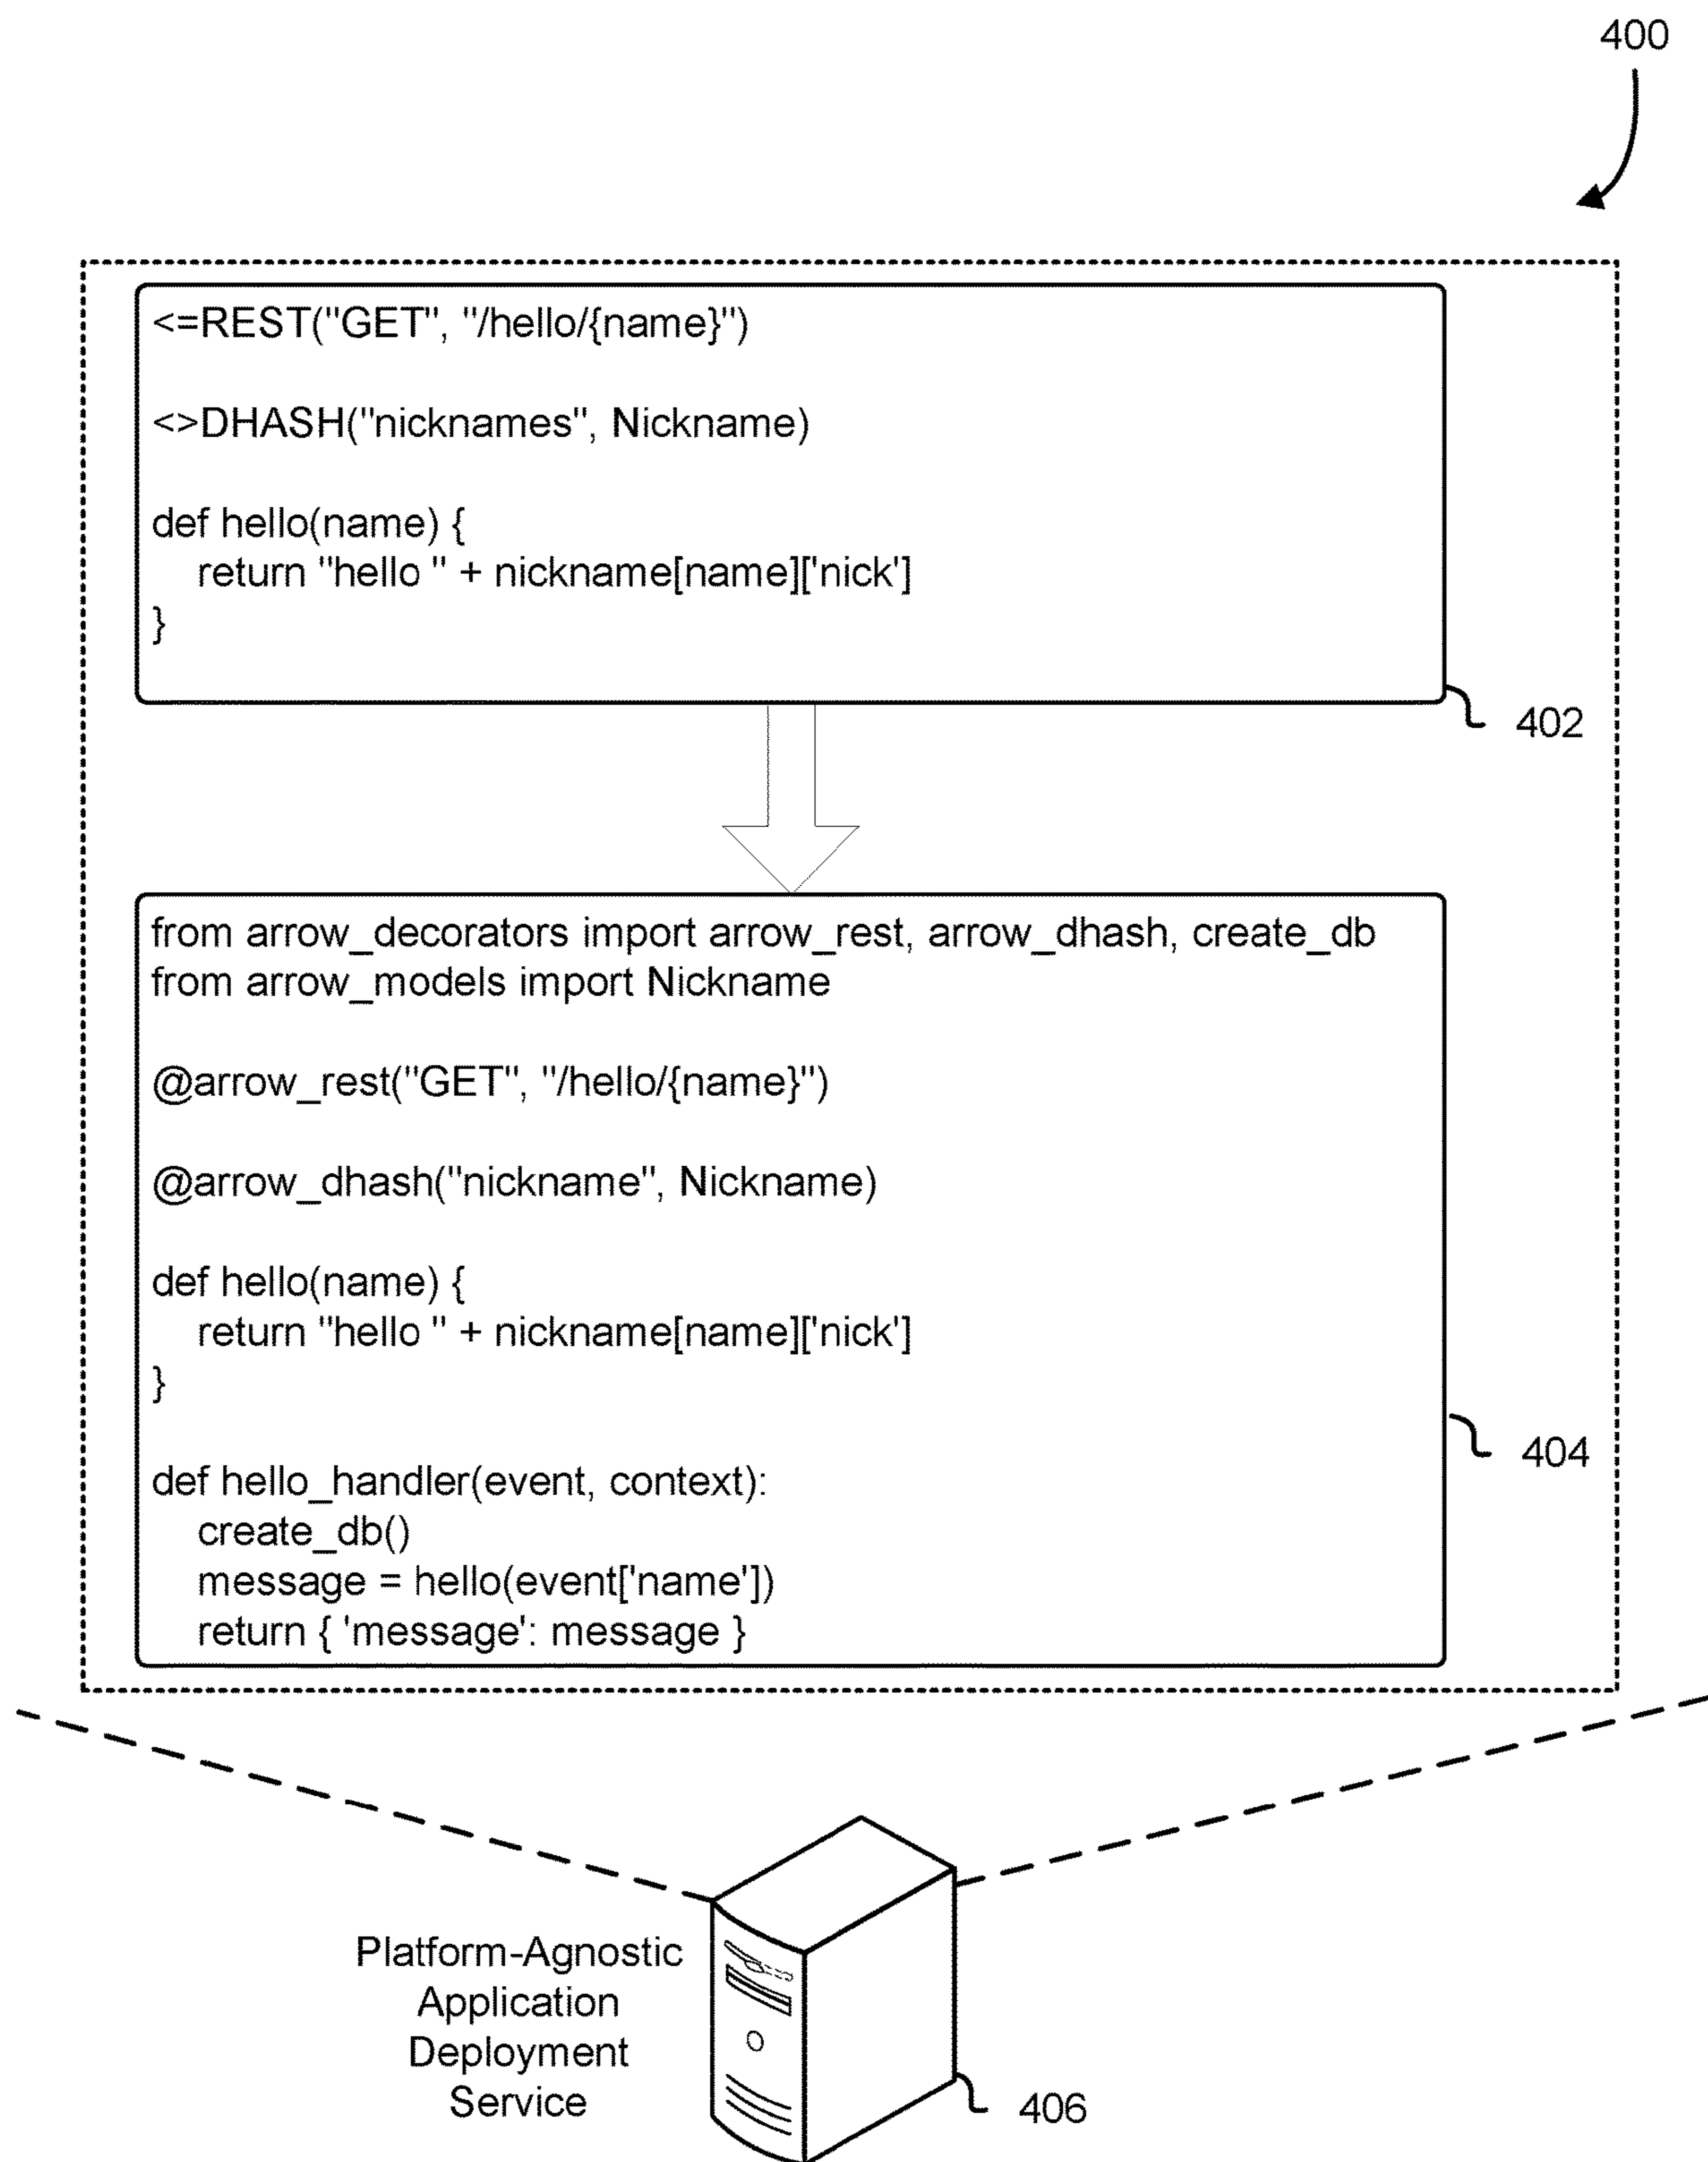 400
<=REST("GET", "/hello/{name}")
<>DHASH("nicknames", Nickname)
def hello(name) {
return "hello " + nickname[name]['nick']
}
402
from arrow_decorators import arrow_rest, arrow_dhash, create_db
from arrow_models import Nickname
@arrow_rest("GET", "/hello/{name}")
@arrow_dhash("nickname", Nickname)
def hello(name) {
return "hello " + nickname[name]['nick']
}
404
def hello_handler(event, context):
create_db()
message = hello(event['name'])
return { 'message': message }
Platform-Agnostic
Application
Deployment
Service
406